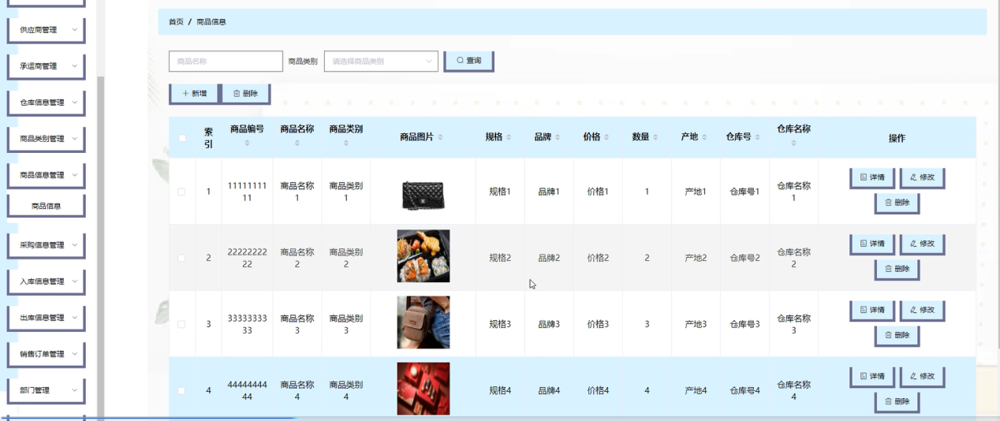 首页 / 商品信息
供应商管理
承运商管理
仓库信息管理
商品类别管理
商品信息管理
商品信息
采购信息管理
入库信息管理
出库信息管理
销售订单管理
部门管理
商品名称 商品类别 请选择商品类别 查询
新增 删除
索引 商品编号 商品名称 商品类别 商品图片 规格 品牌 价格 数量 产地 仓库号 仓库名称 操作
1 1111111111 商品名称1 商品类别1 规格1 品牌1 价格1 1 产地1 仓库号1 仓库名称1 详情 修改
删除
2 2222222222 商品名称2 商品类别2 规格2 品牌2 价格2 2 产地2 仓库号2 仓库名称2 详情 修改
删除
3 3333333333 商品名称3 商品类别3 规格3 品牌3 价格3 3 产地3 仓库号3 仓库名称3 详情 修改
删除
4 4444444444 商品名称4 商品类别4 规格4 品牌4 价格4 4 产地4 仓库号4 仓库名称4 详情 修改
删除